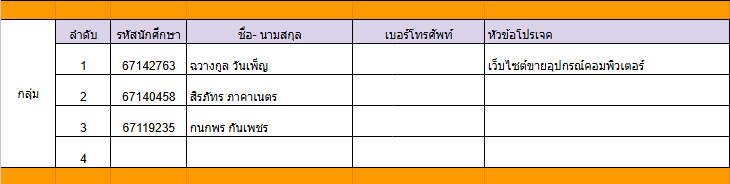 ลำดับ รหัสนักศึกษา ชื่อ- นามสกุล เบอร์โทรศัพท์ หัวข้อโปรเจค
1 67142763 ฉวางกูล วันเพ็ญ เว็บไซต์ขายอุปกรณ์คอมพิวเตอร์
กลุ่ม
2 67140458 สิรภัทร ภาคาเนตร
3 67119235 กนกพร กันเพชร
4